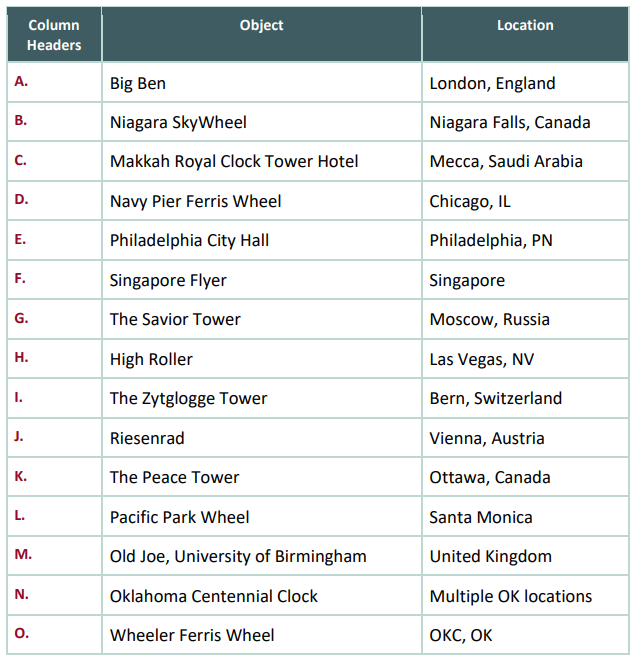 Column Headers Object Location
A. Big Ben London, England
B. Niagara SkyWheel Niagara Falls, Canada
C. Makkah Royal Clock Tower Hotel Mecca, Saudi Arabia
D. Navy Pier Ferris Wheel Chicago, IL
E. Philadelphia City Hall Philadelphia, PN
F. Singapore Flyer Singapore
G. The Savior Tower Moscow, Russia
H. High Roller Las Vegas, NV
I. The Zytglogge Tower Bern, Switzerland
J. Riesenrad Vienna, Austria
K. The Peace Tower Ottawa, Canada
L. Pacific Park Wheel Santa Monica
M. Old Joe, University of Birmingham United Kingdom
N. Oklahoma Centennial Clock Multiple OK locations
O. Wheeler Ferris Wheel OKC, OK